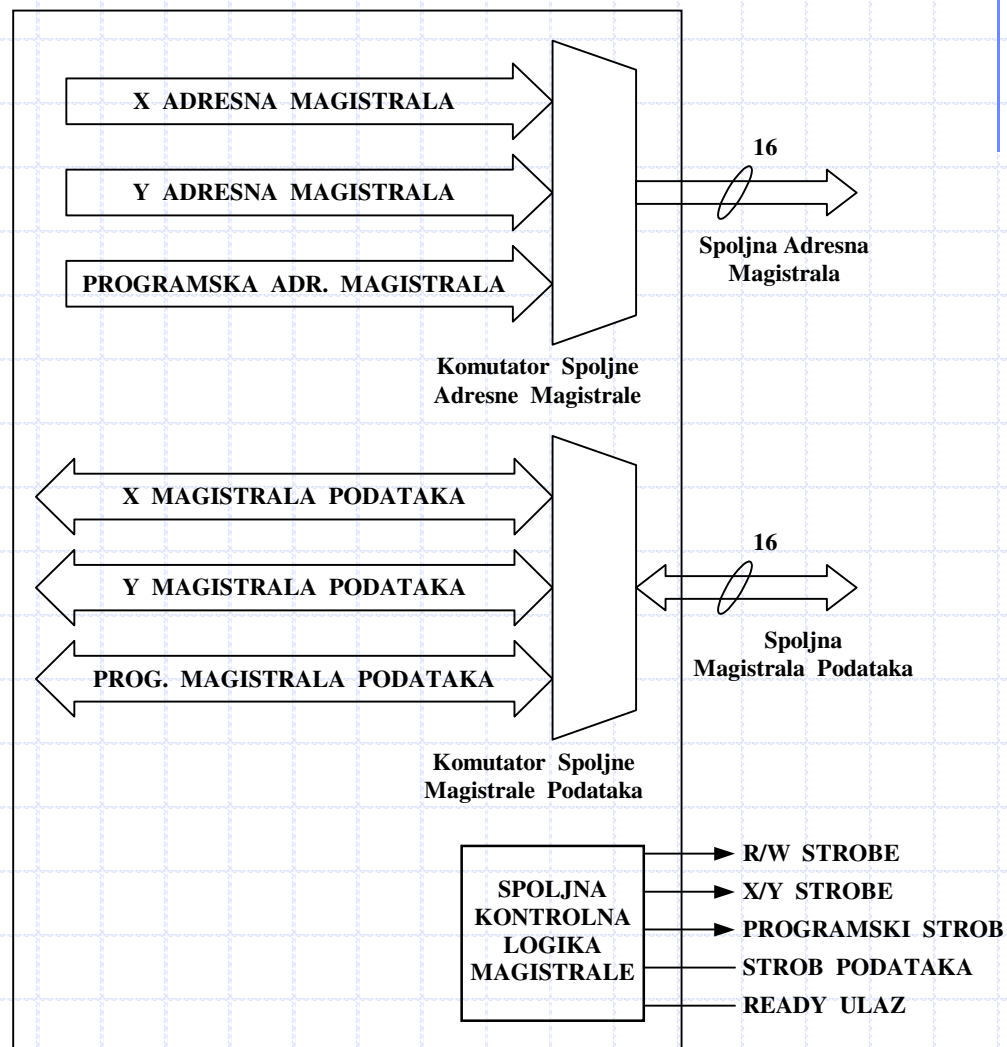 X ADRESNA MAGISTRALA
Y ADRESNA MAGISTRALA
PROGRAMSKA ADR. MAGISTRALA
16
Spoljna Adresna
Magistrala
Komutator Spoljne
Adresne Magistrale
X MAGISTRALA PODATAKA
Y MAGISTRALA PODATAKA
PROG. MAGISTRALA PODATAKA
16
Spoljna
Magistrala Podataka
Komutator Spoljne
Magistrale Podataka
SPOLJNA
KONTROLNA
LOGIKA
MAGISTRALE
R/W STROBE
X/Y STROBE
PROGRAMSKI STROB
STROB PODATAKA
READY ULAZ